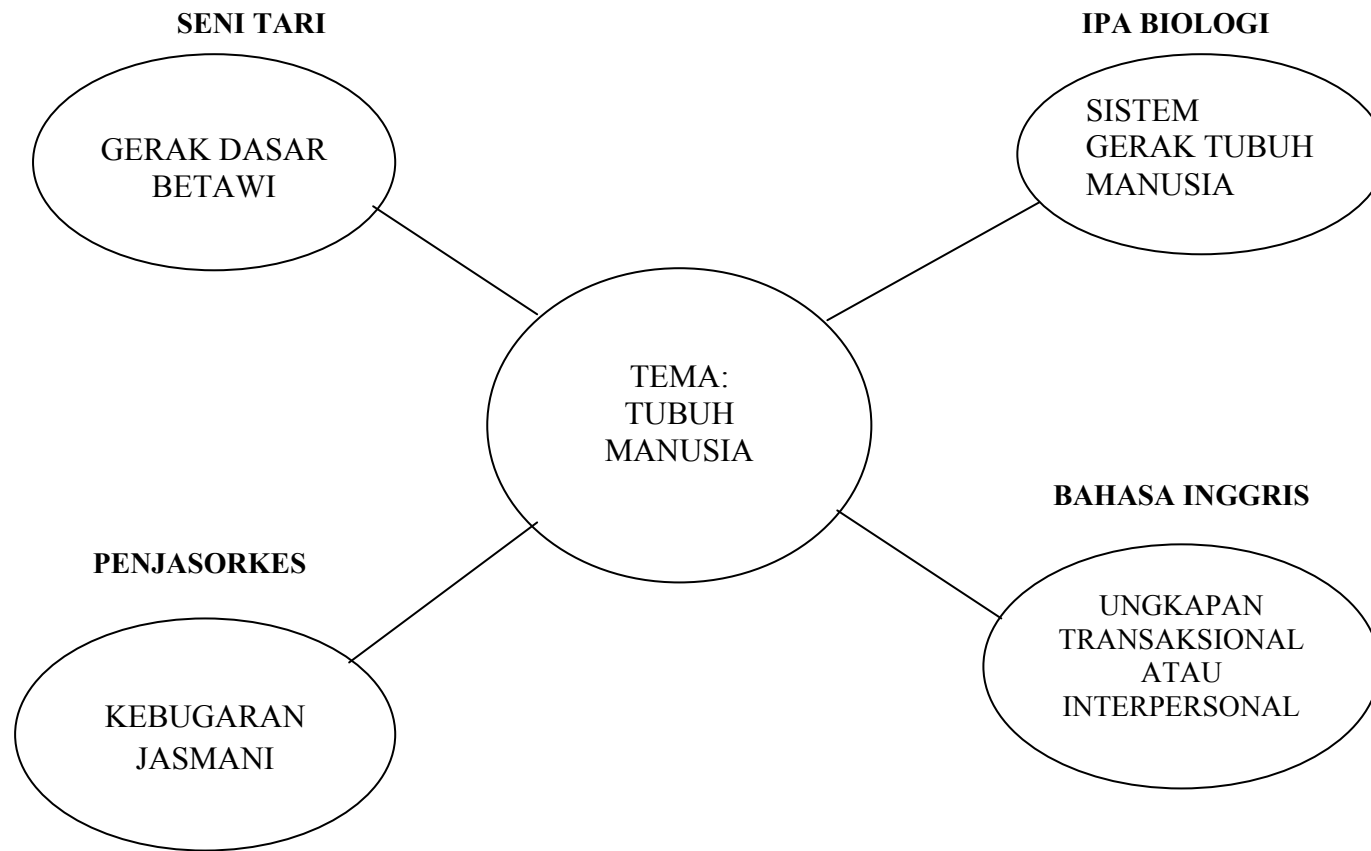 SENI TARI
IPA BIOLOGI
GERAK DASAR
BETAWI
SISTEM
GERAK TUBUH
MANUSIA
TEMA:
TUBUH
MANUSIA
PENJASORKES
BAHASA INGGRIS
KEBUGARAN
JASMANI
UNGKAPAN
TRANSAKSIONAL
ATAU
INTERPERSONAL